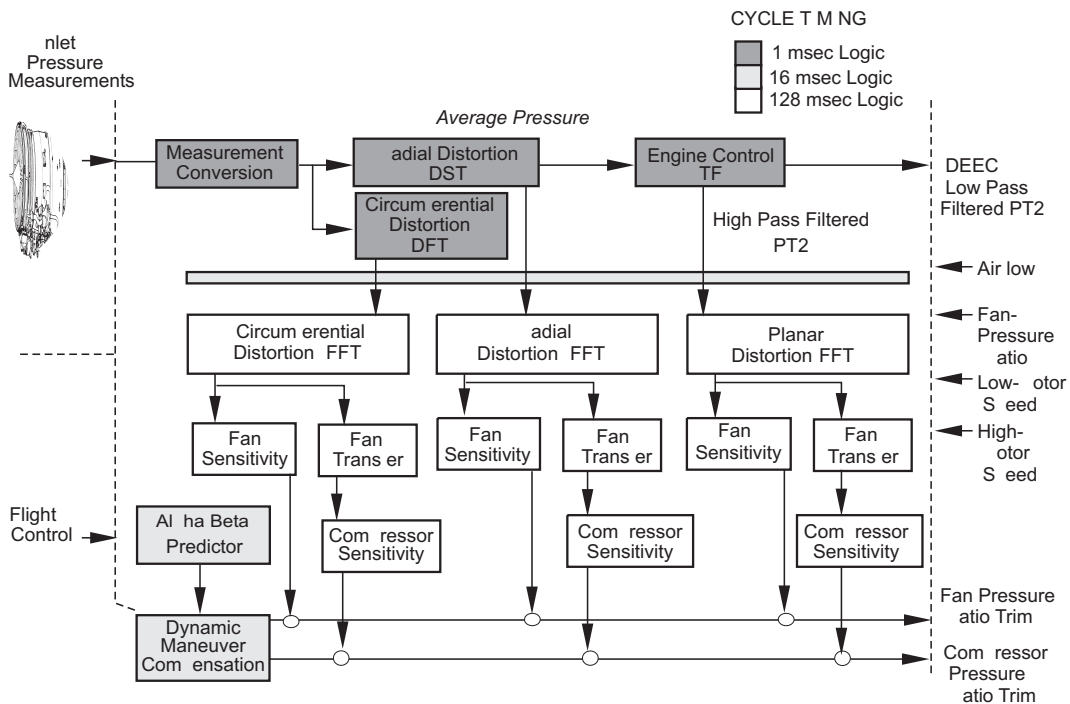 CYCLE T M NG
1 msec Logic
16 msec Logic
128 msec Logic
nlet
Pressure
Measurements
Average Pressure
Measurement
Conversion
adial Distortion
DST
Engine Control
TF
DEEC
Low Pass
Filtered PT2
Circum erential
Distortion
DFT
High Pass Filtered
PT2
Air low
Circum erential
Distortion FFT
adial
Distortion FFT
Planar
Distortion FFT
Fan-
Pressure
atio
Low- otor
S eed
High-
otor
S eed
Fan
Sensitivity
Fan
Trans er
Fan
Sensitivity
Fan
Trans er
Fan
Sensitivity
Fan
Trans er
Flight
Control
Al ha Beta
Predictor
Com ressor
Sensitivity
Com ressor
Sensitivity
Com ressor
Sensitivity
Dynamic
Maneuver
Com ensation
Fan Pressure
atio Trim
Com ressor
Pressure
atio Trim